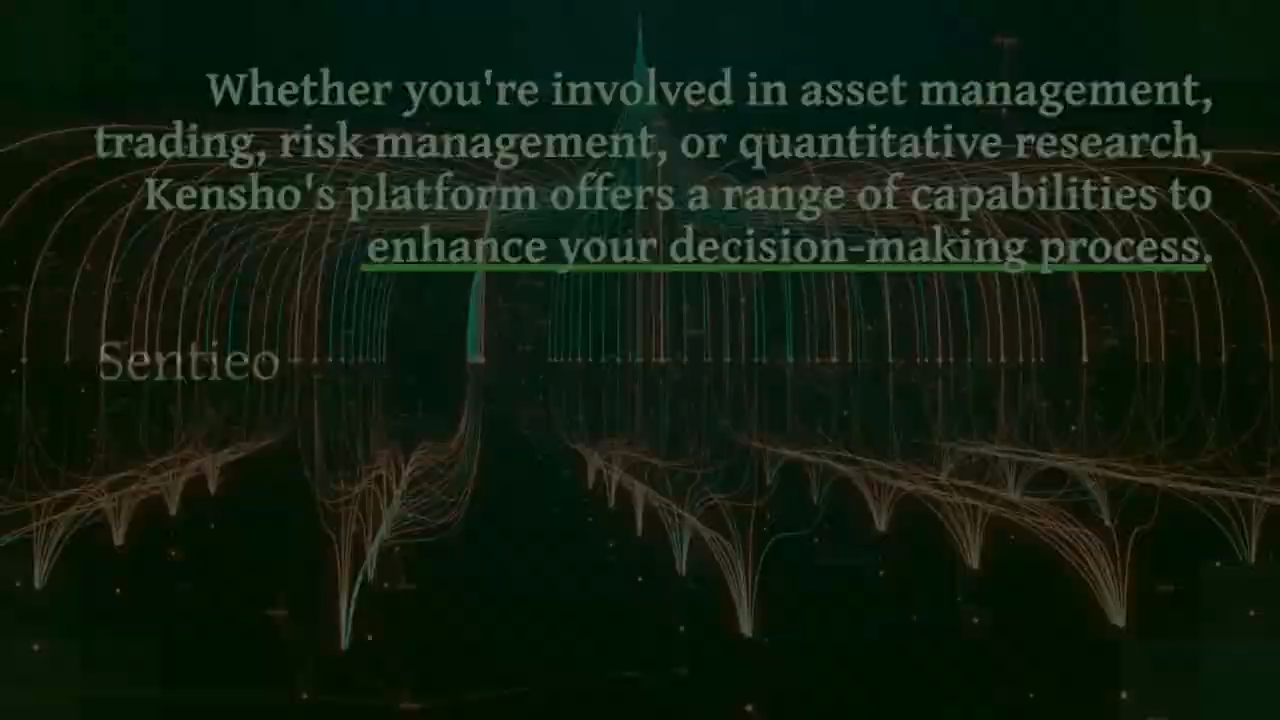 Whether you're involved in asset management,
trading, risk management, or quantitative research,
Kensho's platform offers a range of capabilities to
enhance your decision-making process.
Sentieo